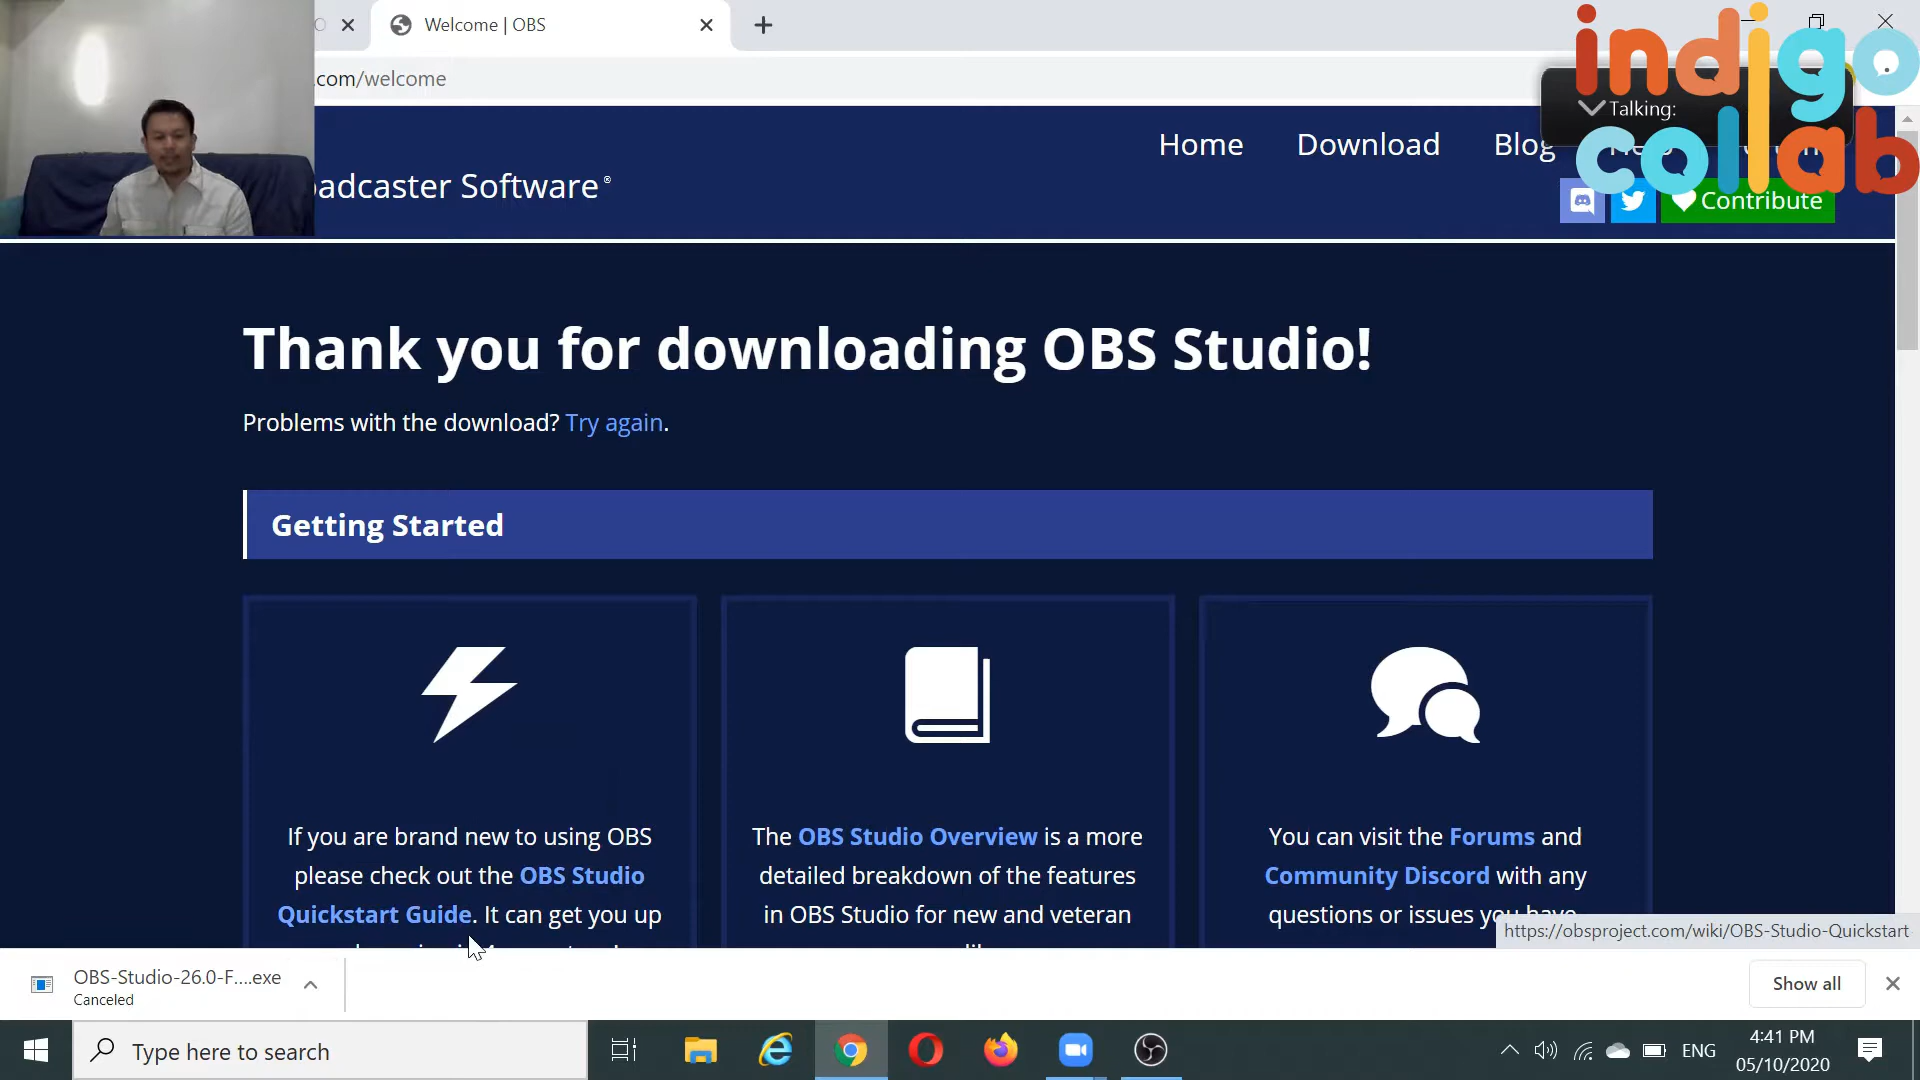 Welcome | OBS
.com/welcome
indigo
collab
Talking:
Home
Download
Blog
adcaster Software®
Contribute
Thank you for downloading OBS Studio!
Problems with the download? Try again.
Getting Started
If you are brand new to using OBS
please check out the OBS Studio
Quickstart Guide. It can get you up
The OBS Studio Overview is a more
detailed breakdown of the features
in OBS Studio for new and veteran
You can visit the Forums and
Community Discord with any
questions or issues you have
https://obsproject.com/wiki/OBS-Studio-Quickstart
OBS-Studio-26.0-F....exe
Canceled
Show all
Type here to search
ENG
4:41 PM
05/10/2020